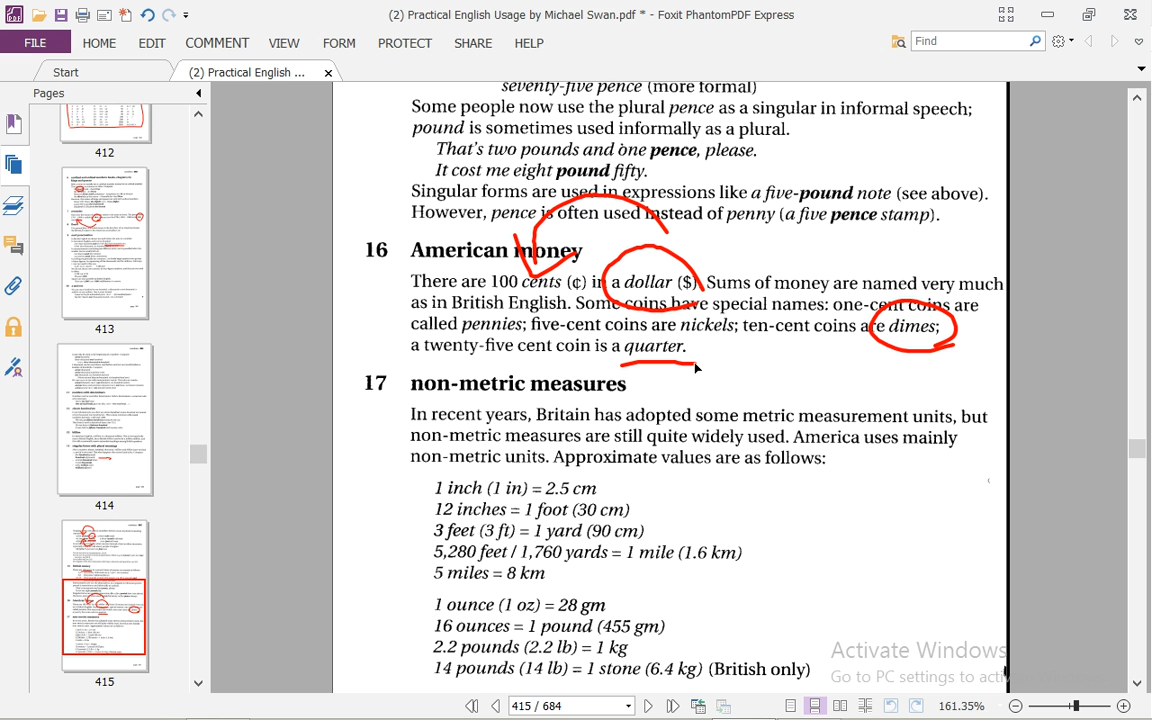 (2) Practical English Usage by Michael Swan.pdf * - Foxit PhantomPDF Express
FILE HOME EDIT COMMENT VIEW FORM PROTECT SHARE HELP
Find
Start
(2) Practical English ...
Pages
412
413
414
415
seventy-five pence (more formal)
Some people now use the plural pence as a singular in informal speech;
pound is sometimes used informally as a plural.
That's two pounds and one pence, please.
It cost me eight pound fifty.
Singular forms are used in expressions like a five-pound note (see above).
However, pence is often used instead of penny (a five pence stamp).
16 American money
There are 100 cents (¢) in a dollar ($). Sums of money are named very much
as in British English. Some coins have special names: one-cent coins are
called pennies; five-cent coins are nickels; ten-cent coins are dimes;
a twenty-five cent coin is a quarter.
17 non-metric measures
In recent years, Britain has adopted some metric measurement units, but
non-metric measures are still quite widely used. America uses mainly
non-metric units. Approximate values are as follows:
1 inch (1 in) = 2.5 cm
12 inches = 1 foot (30 cm)
3 feet (3 ft) = 1 yard (90 cm)
5,280 feet / 1,760 yards = 1 mile (1.6 km)
5 miles = 8 km
1 ounce (1 oz) = 28 gm
16 ounces = 1 pound (455 gm)
2.2 pounds (2.2 lb) = 1 kg
14 pounds (14 lb) = 1 stone (6.4 kg) (British only)
Activate Windows
Go to PC settings to
415 / 684
161.35%